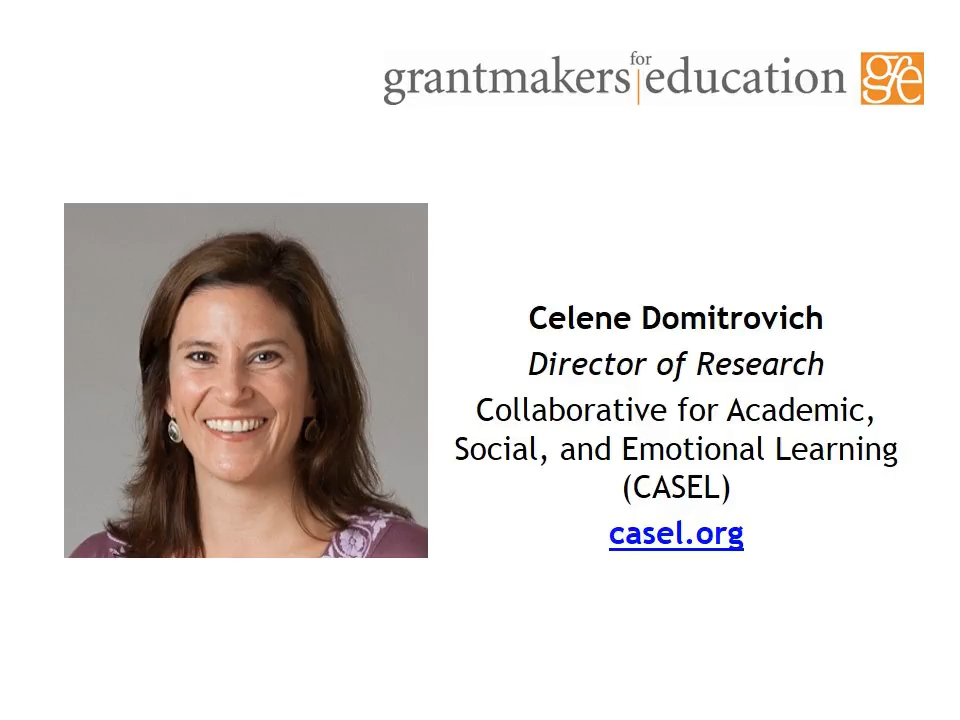 grantmakers for education gfe
Celene Domitrovich
Director of Research
Collaborative for Academic,
Social, and Emotional Learning
(CASEL)
casel.org